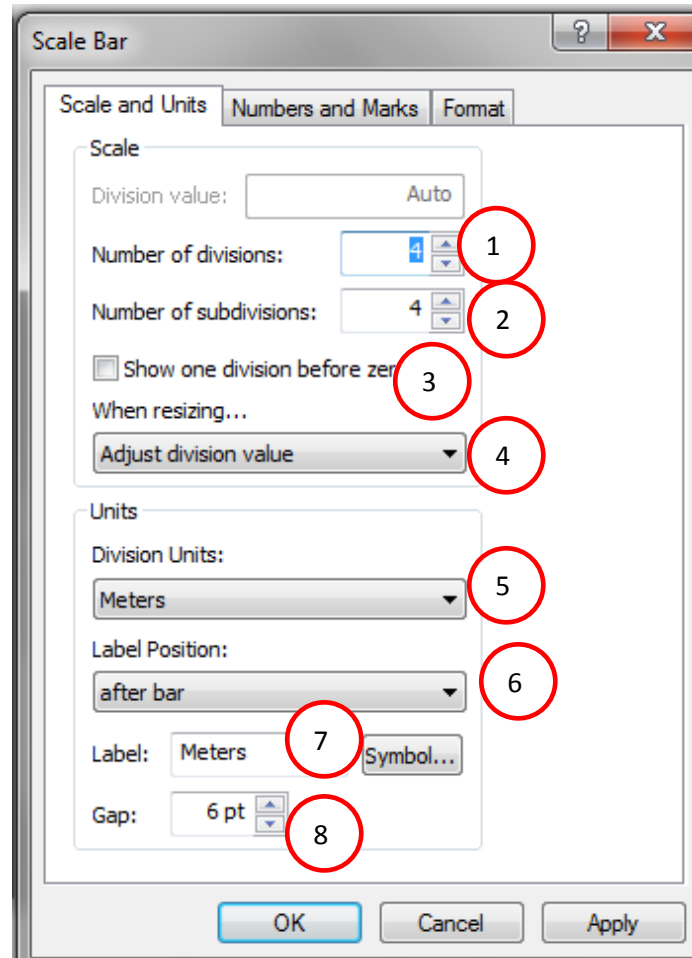 Scale Bar
?
X
Scale and Units Numbers and Marks Format
Scale
Division value: Auto
Number of divisions: 4 1
Number of subdivisions: 4 2
Show one division before zer 3
When resizing...
Adjust division value 4
Units
Division Units:
Meters 5
Label Position:
after bar 6
Label: Meters 7 Symbol...
Gap: 6 pt 8
OK Cancel Apply